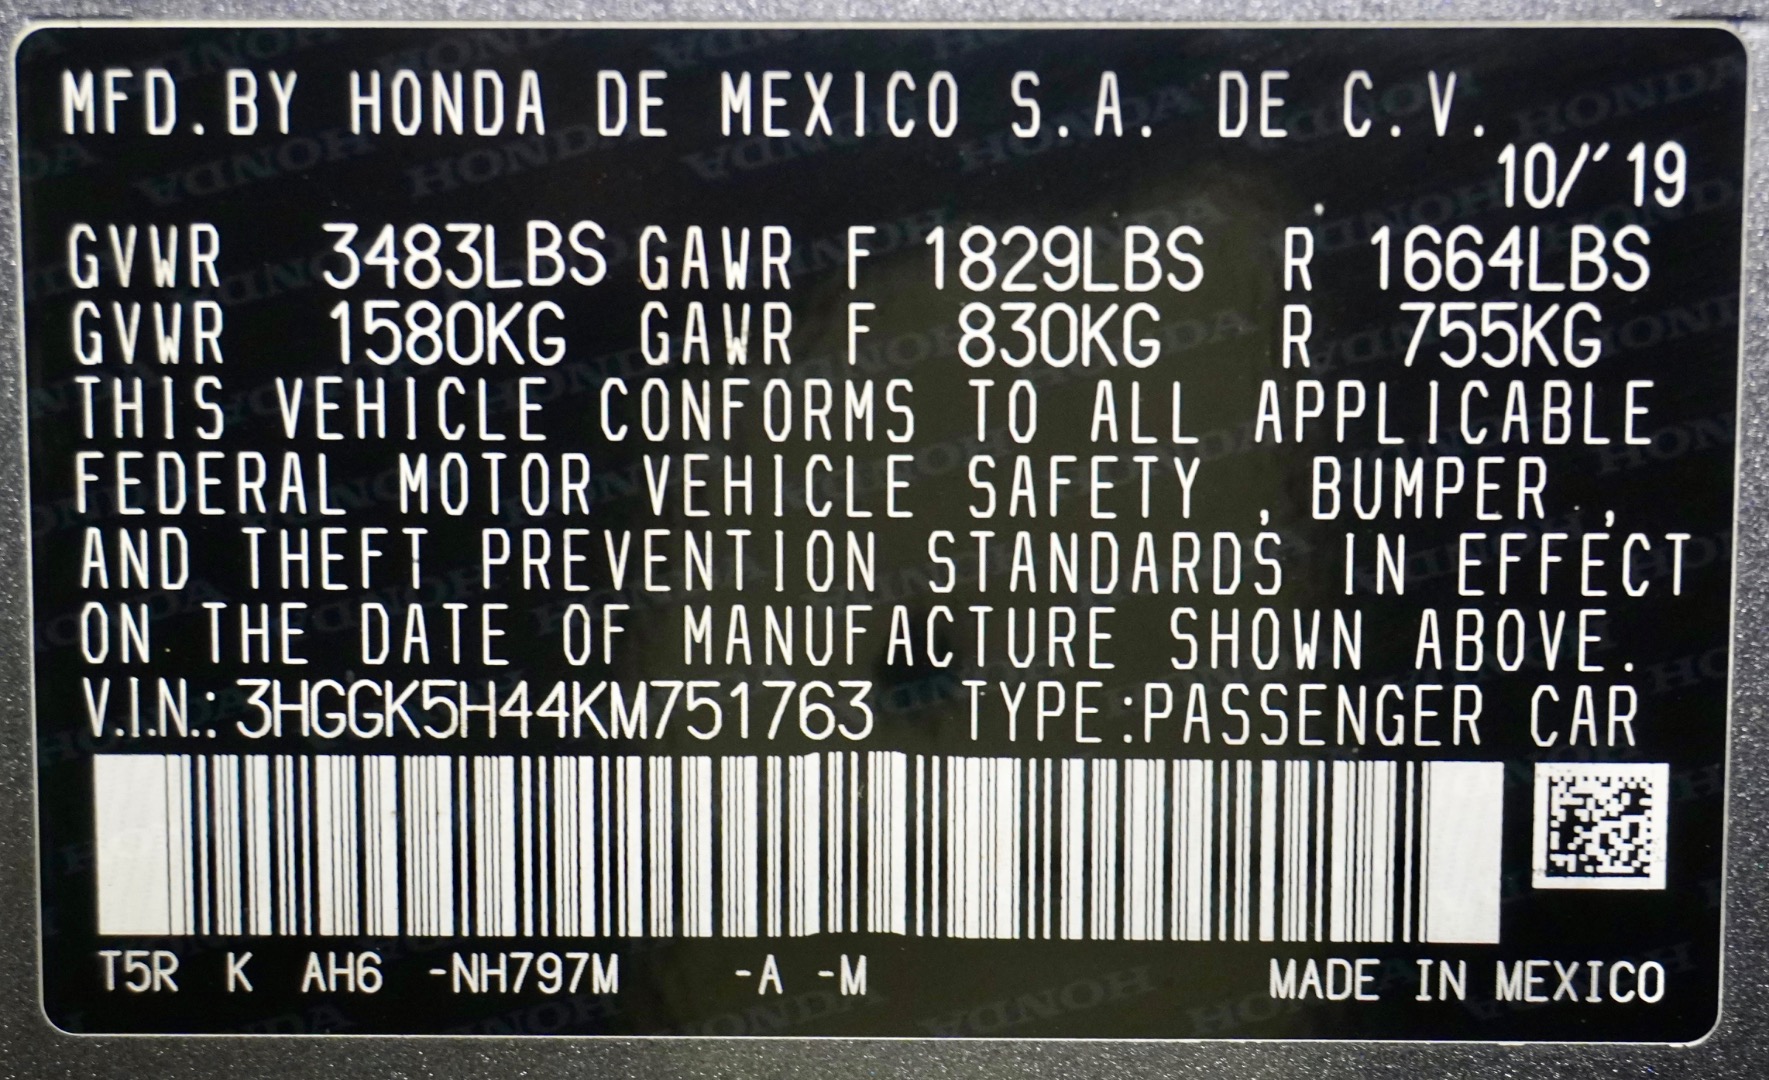 MFD.BY HONDA DE MEXICO S.A. DE C.V.
10/'19
GVWR 3483LBS GAWR F 1829LBS R 1664LBS
GVWR 1580KG GAWR F 830KG R 755KG
THIS VEHICLE CONFORMS TO ALL APPLICABLE
FEDERAL MOTOR VEHICLE SAFETY , BUMPER ,
AND THEFT PREVENTION STANDARDS IN EFFECT
ON THE DATE OF MANUFACTURE SHOWN ABOVE.
V.I.N.: 3HGGK5H44KM751763 TYPE:PASSENGER CAR
T5R K AH6 -NH797M -A -M MADE IN MEXICO